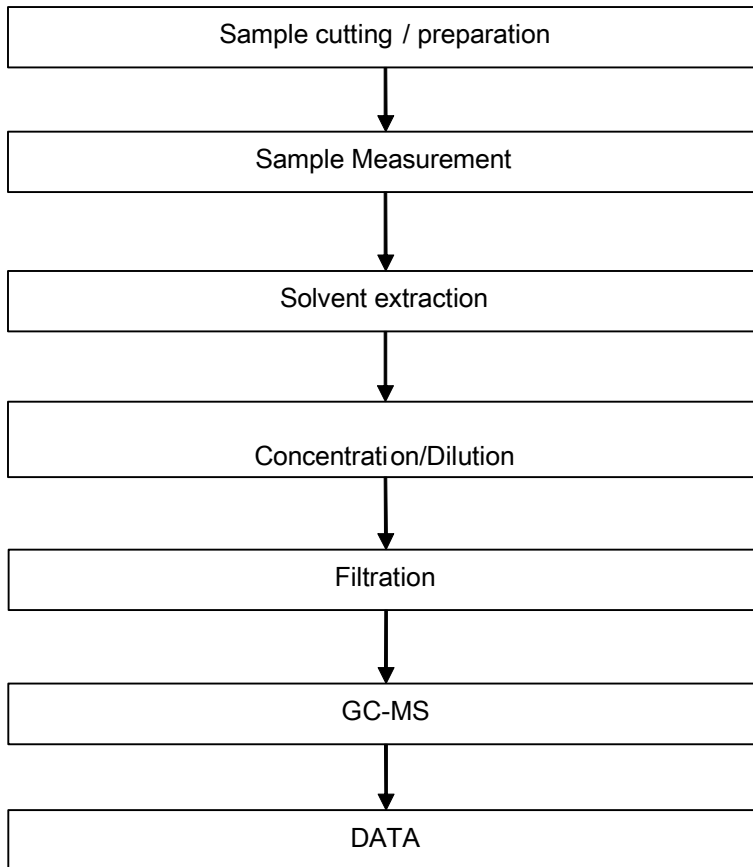 Sample cutting / preparation
Sample Measurement
Solvent extraction
Concentration/Dilution
Filtration
GC-MS
DATA